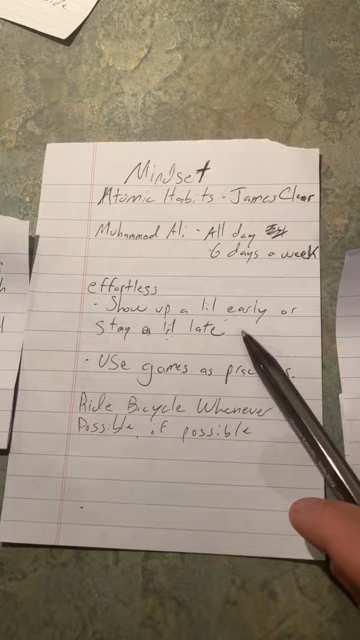 Mindset
Atomic Habits - James Clear
Muhammad Ali - All day
6 days a week
effortless
- Show up a lil early or
stay a lil late
- Use games as
Ride Bicycle Whenever
Possible, if possible